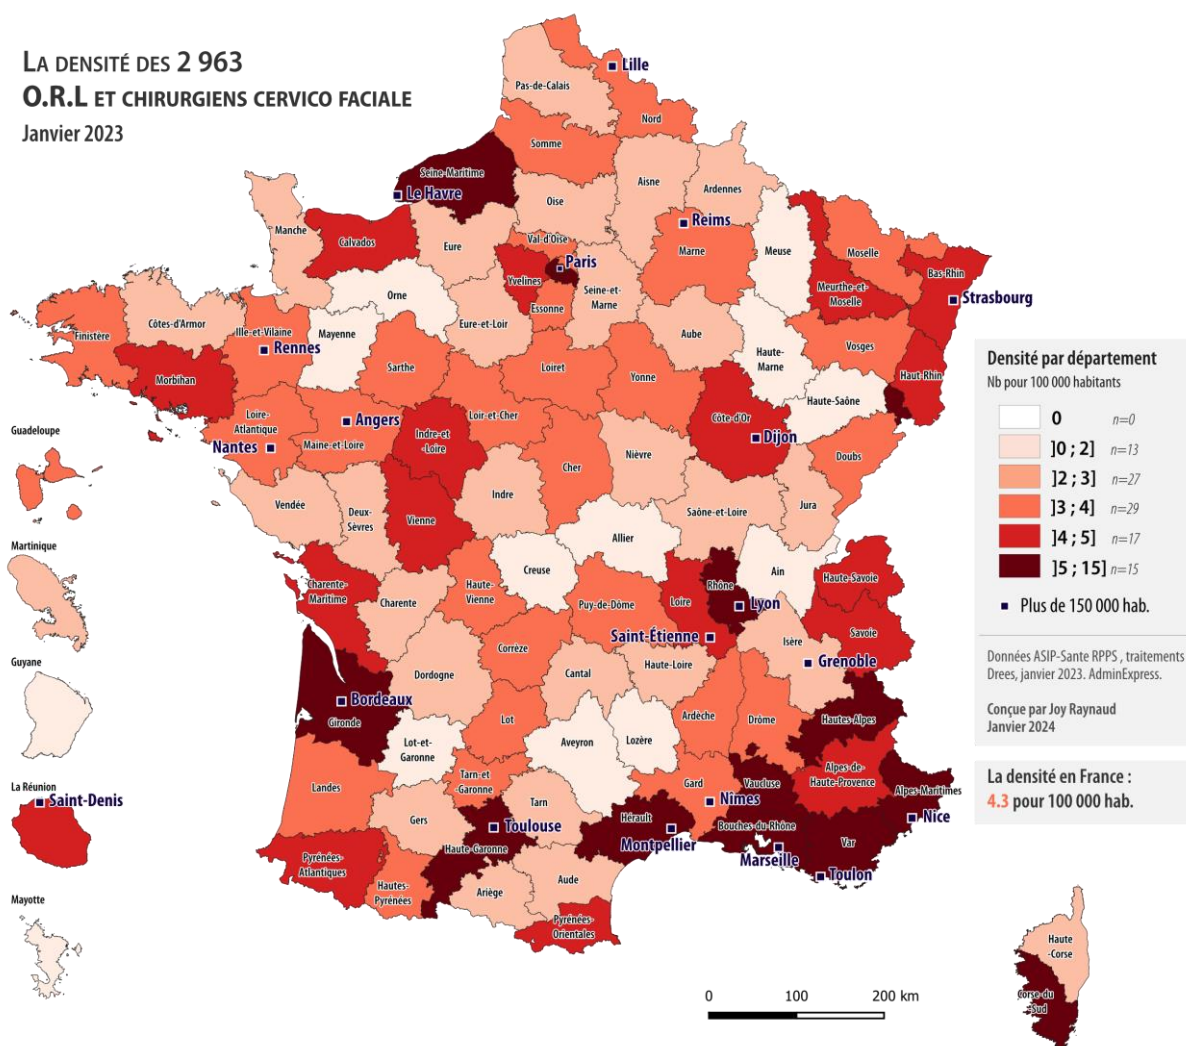 LA DENSITÉ DES 2 963
O.R.L ET CHIRURGIENS CERVICO FACIALE
Janvier 2023
Lille
Pas-de-Calais
Nord
Somme
Seine-Maritime
Le Havre
Aisne
Ardennes
Oise
Reims
Manche
Calvados
Eure
Val-d'Oise
Paris
Marne
Meuse
Moselle
Bas-Rhin
Yvelines
Seine-et-
Marne
Meurthe-et-
Moselle
Strasbourg
Orne
Essonne
Finistère
Côtes-d'Armor
Ille-et-Vilaine
Rennes
Mayenne
Eure-et-Loir
Aube
Vosges
Haute-
Marne
Haut-Rhin
Morbihan
Sarthe
Loiret
Yonne
Haute-Saône
Loire-
Atlantique
Angers
Loir-et-Cher
Côte-d'Or
Dijon
Nantes
Maine-et-Loire
Indre-et
-Loire
Cher
Nièvre
Doubs
Vendée
Deux-
Sèvres
Vienne
Indre
Saône-et-Loire
Jura
Allier
Creuse
Ain
Haute-Savoie
Charente-
Maritime
Charente
Haute-
Vienne
Puy-de-Dôme
Loire
Rhône
Lyon
Savoie
Saint-Étienne
Isère
Grenoble
Corrèze
Dordogne
Cantal
Haute-Loire
Bordeaux
Gironde
Lot
Ardèche
Drôme
Hautes-Alpes
Lot-et-
Garonne
Aveyron
Lozère
Landes
Tarn-et
-Garonne
Tarn
Gard
Nîmes
Vaucluse
Alpes-de-
Haute-Provence
Alpes-Maritimes
Nice
Gers
Toulouse
Haute-Garonne
Hérault
Montpellier
Bouches-du-Rhône
Marseille
Var
Toulon
Pyrénées-
Atlantiques
Hautes-
Pyrénées
Ariège
Aude
Pyrénées-
Orientales
Haute
-Corse
Corse-du
-Sud
Guadeloupe
Martinique
Guyane
La Réunion
Saint-Denis
Mayotte
Densité par département
Nb pour 100 000 habitants
0 n=0
]0 ; 2] n=13
]2 ; 3] n=27
]3 ; 4] n=29
]4 ; 5] n=17
]5 ; 15] n=15
Plus de 150 000 hab.
Données ASIP-Sante RPPS , traitements
Drees, janvier 2023. AdminExpress.
Conçue par Joy Raynaud
Janvier 2024
La densité en France :
4.3 pour 100 000 hab.
0 100 200 km